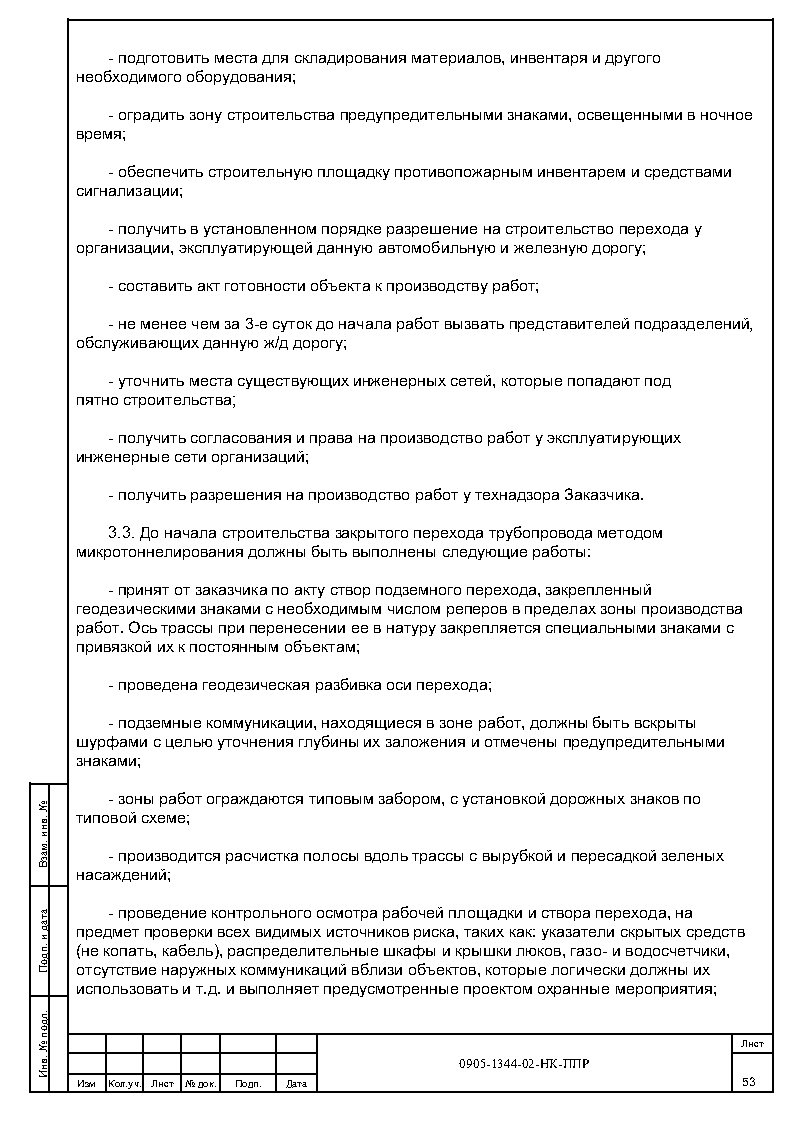 - подготовить места для складирования материалов, инвентаря и другого
необходимого оборудования;
- оградить зону строительства предупредительными знаками, освещенными в ночное
время;
- обеспечить строительную площадку противопожарным инвентарем и средствами
сигнализации;
- получить в установленном порядке разрешение на строительство перехода у
организации, эксплуатирующей данную автомобильную и железную дорогу;
- составить акт готовности объекта к производству работ;
- не менее чем за 3-е суток до начала работ вызвать представителей подразделений,
обслуживающих данную ж/д дорогу;
- уточнить места существующих инженерных сетей, которые попадают под
пятно строительства;
- получить согласования и права на производство работ у эксплуатирующих
инженерные сети организаций;
- получить разрешения на производство работ у технадзора Заказчика.
3.3. До начала строительства закрытого перехода трубопровода методом
микротоннелирования должны быть выполнены следующие работы:
- принят от заказчика по акту створ подземного перехода, закрепленный
геодезическими знаками с необходимым числом реперов в пределах зоны производства
работ. Ось трассы при перенесении ее в натуру закрепляется специальными знаками с
привязкой их к постоянным объектам;
- проведена геодезическая разбивка оси перехода;
- подземные коммуникации, находящиеся в зоне работ, должны быть вскрыты
шурфами с целью уточнения глубины их заложения и отмечены предупредительными
знаками;
- зоны работ ограждаются типовым забором, с установкой дорожных знаков по
типовой схеме;
- производится расчистка полосы вдоль трассы с вырубкой и пересадкой зеленых
насаждений;
- проведение контрольного осмотра рабочей площадки и створа перехода, на
предмет проверки всех видимых источников риска, таких как: указатели скрытых средств
(не копать, кабель), распределительные шкафы и крышки люков, газо- и водосчетчики,
отсутствие наружных коммуникаций вблизи объектов, которые логически должны их
использовать и т.д. и выполняет предусмотренные проектом охранные мероприятия;
Взам. инв. №
Подп. и дата
Инв. № подл.
Изм Кол.уч. Лист № док. Подп. Дата
0905-1344-02-НК-ППР
Лист
53